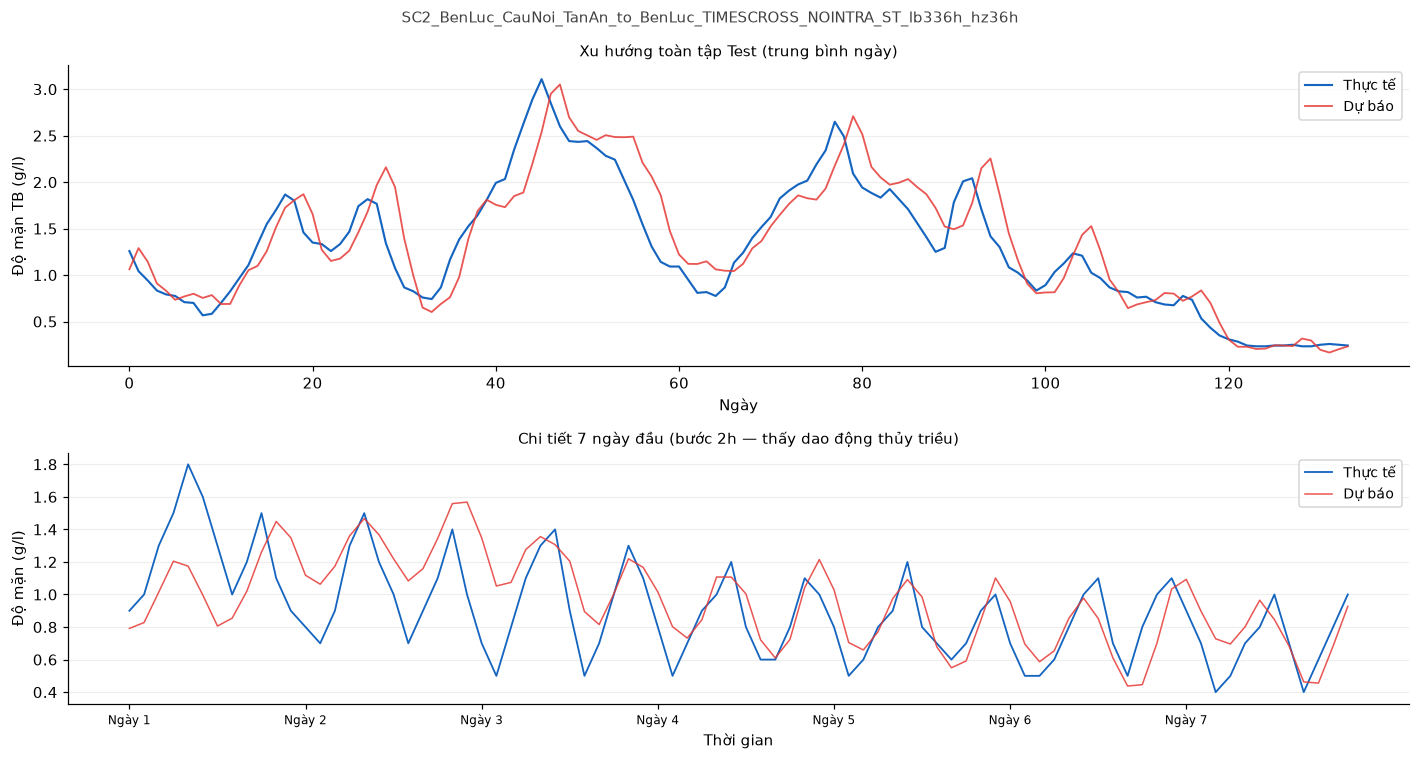 SC2_BenLuc_CauNoi_TanAn_to_BenLuc_TIMESCROSS_NOINTRA_ST_lb336h_hz36h
Xu hướng toàn tập Test (trung bình ngày)
Độ mặn TB (g/l)
3.0
2.5
2.0
1.5
1.0
0.5
Thực tế
Dự báo
0 20 40 60 80 100 120
Ngày
Chi tiết 7 ngày đầu (bước 2h — thấy dao động thủy triều)
Độ mặn (g/l)
1.8
1.6
1.4
1.2
1.0
0.8
0.6
0.4
Thực tế
Dự báo
Ngày 1 Ngày 2 Ngày 3 Ngày 4 Ngày 5 Ngày 6 Ngày 7
Thời gian